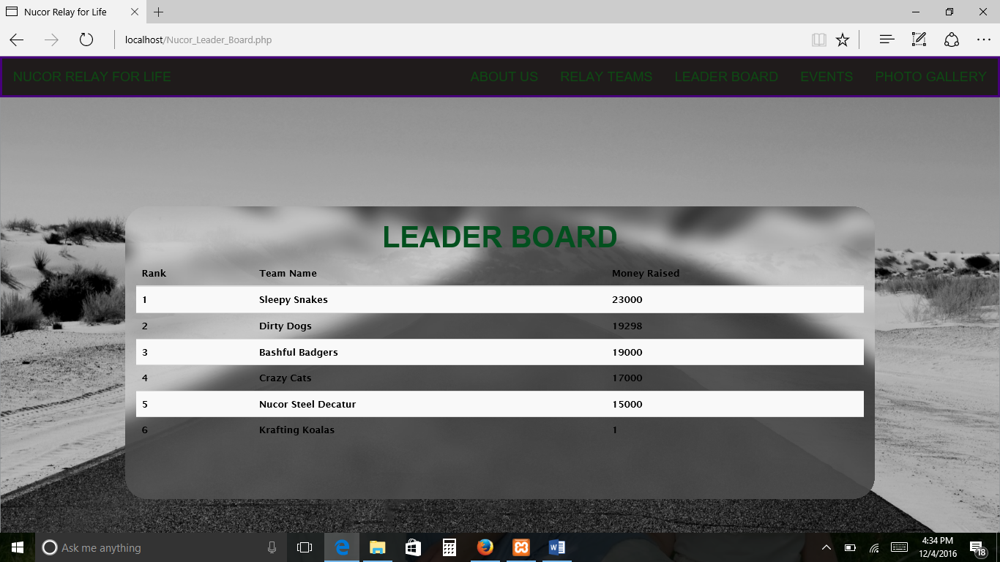 Nucor Relay for Life
localhost/Nucor_Leader_Board.php
NUCOR RELAY FOR LIFE ABOUT US RELAY TEAMS LEADER BOARD EVENTS PHOTO GALLERY
LEADER BOARD
Rank Team Name Money Raised
1 Sleepy Snakes 23000
2 Dirty Dogs 19298
3 Bashful Badgers 19000
4 Crazy Cats 17000
5 Nucor Steel Decatur 15000
6 Krafting Koalas 1
Ask me anything
4:34 PM
12/4/2016
18